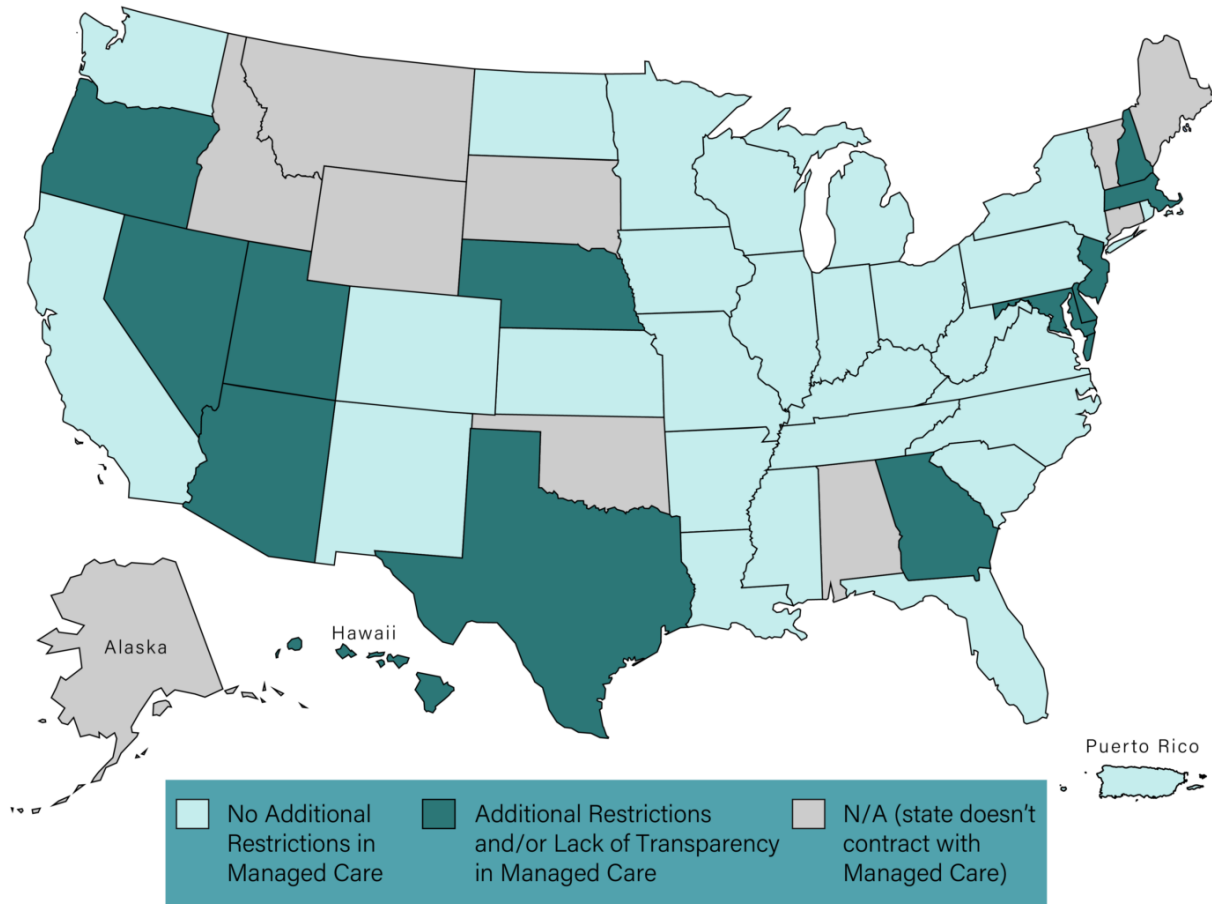 Alaska
Hawaii
Puerto Rico
No Additional
Restrictions in
Managed Care
Additional Restrictions
and/or Lack of Transparency
in Managed Care
N/A (state doesn't
contract with
Managed Care)